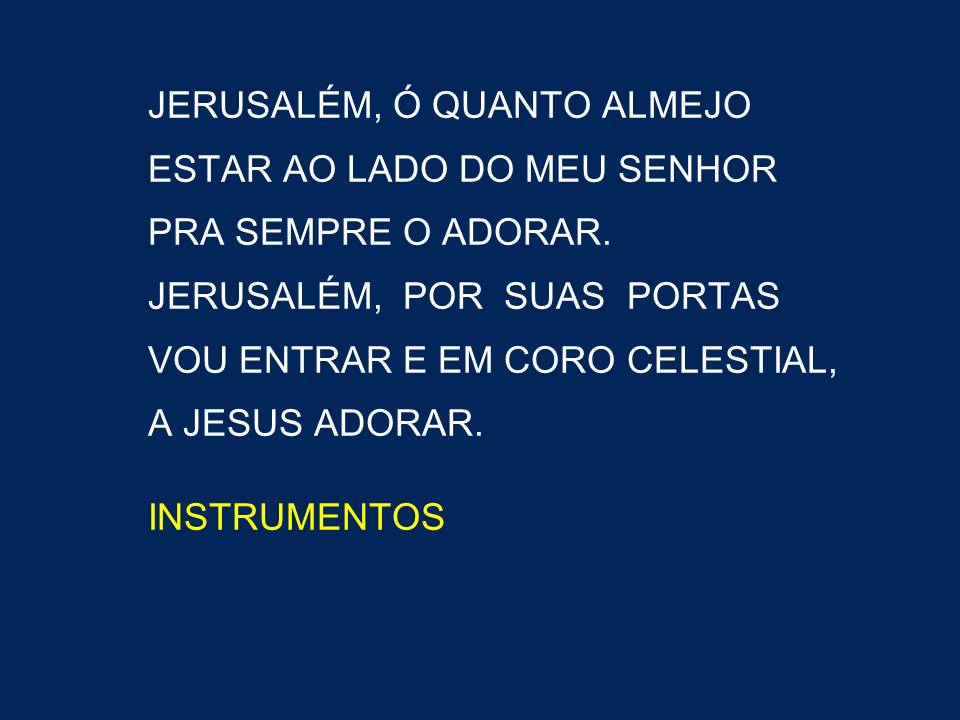 JERUSALÉM, Ó QUANTO ALMEJO
ESTAR AO LADO DO MEU SENHOR
PRA SEMPRE O ADORAR.
JERUSALÉM, POR SUAS PORTAS
VOU ENTRAR E EM CORO CELESTIAL,
A JESUS ADORAR.
INSTRUMENTOS